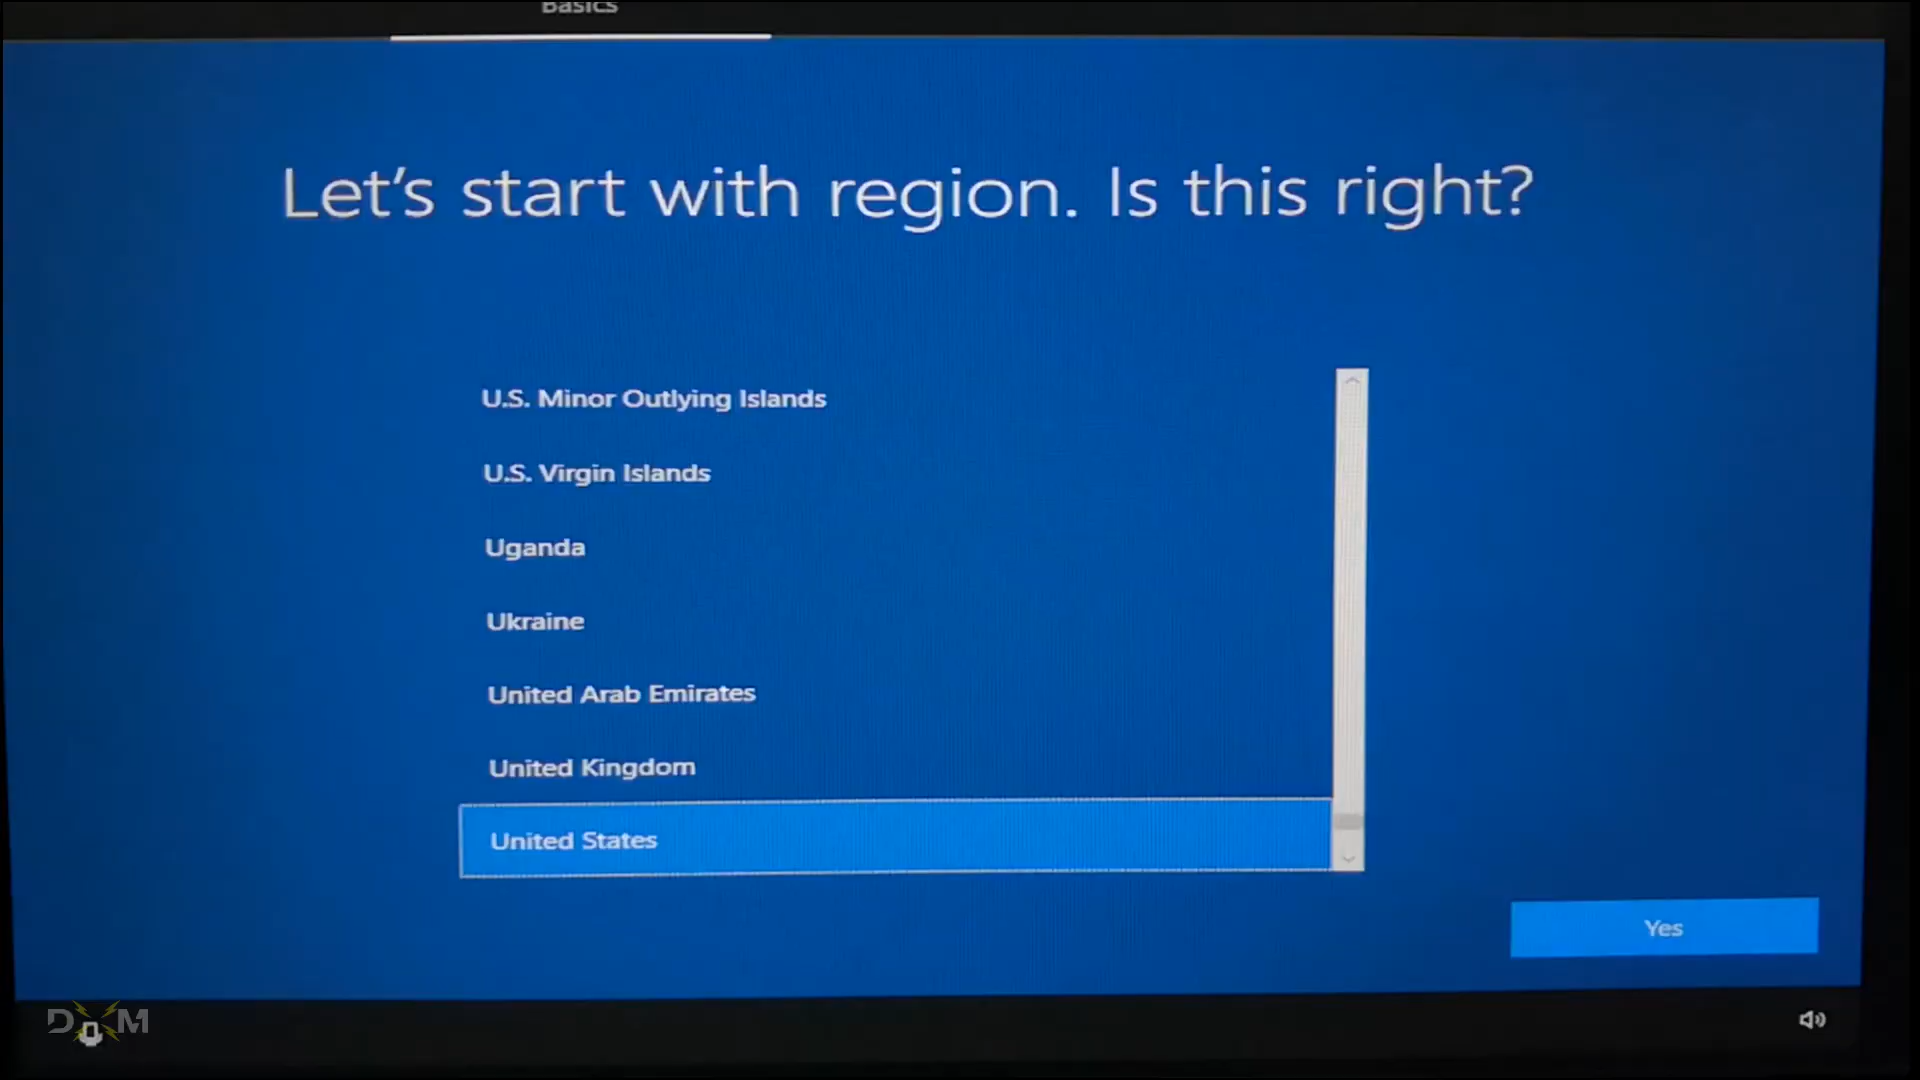 Basics
Let's start with region. Is this right?
U.S. Minor Outlying Islands
U.S. Virgin Islands
Uganda
Ukraine
United Arab Emirates
United Kingdom
United States
Yes